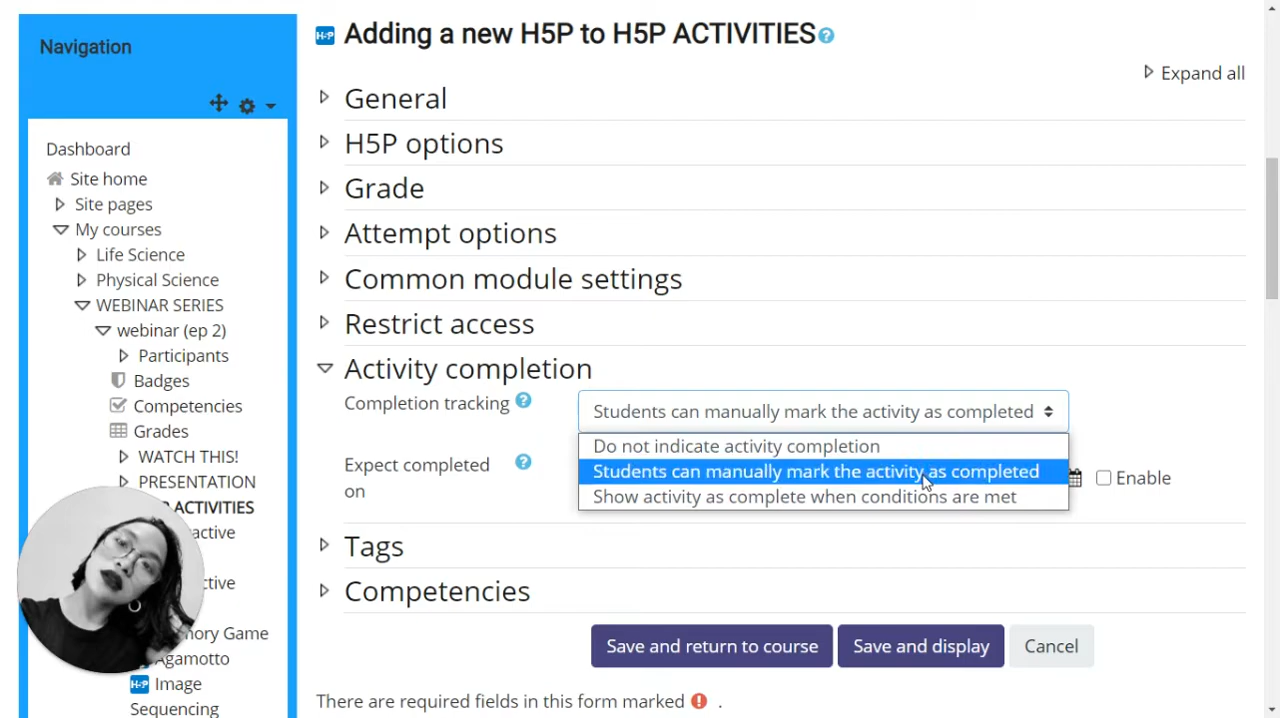 Navigation
Dashboard
Site home
Site pages
My courses
Life Science
Physical Science
WEBINAR SERIES
webinar (ep 2)
Participants
Badges
Competencies
Grades
WATCH THIS!
PRESENTATION
ACTIVITIES
Game
Agamotto
H-P Image
Sequencing
H-P Adding a new H5P to H5P ACTIVITIES ?
Expand all
General
H5P options
Grade
Attempt options
Common module settings
Restrict access
Activity completion
Completion tracking ? Students can manually mark the activity as completed
Do not indicate activity completion
Students can manually mark the activity as completed
Show activity as complete when conditions are met
Expect completed ?
on
Enable
Tags
Competencies
Save and return to course Save and display Cancel
There are required fields in this form marked ! .